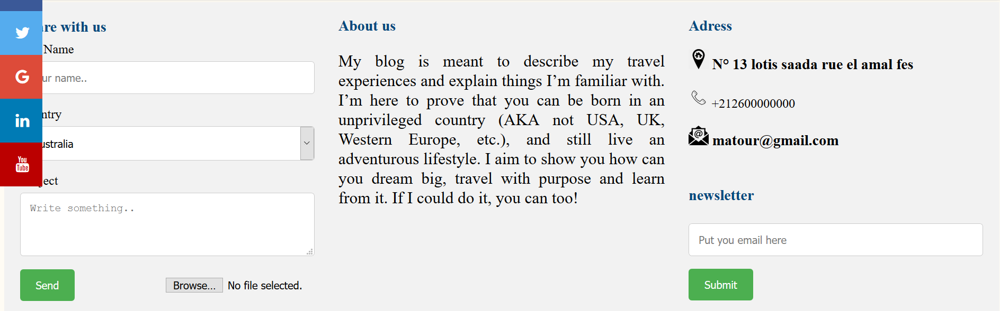 are with us
Name
ur name..
ntry
ustralia
ject
Write something..
Send
Browse... No file selected.
in
You
Tube
About us
My blog is meant to describe my travel
experiences and explain things I’m familiar with.
I’m here to prove that you can be born in an
unprivileged country (AKA not USA, UK,
Western Europe, etc.), and still live an
adventurous lifestyle. I aim to show you how can
you dream big, travel with purpose and learn
from it. If I could do it, you can too!
Adress
N° 13 lotis saada rue el amal fes
+212600000000
matour@gmail.com
newsletter
Put you email here
Submit